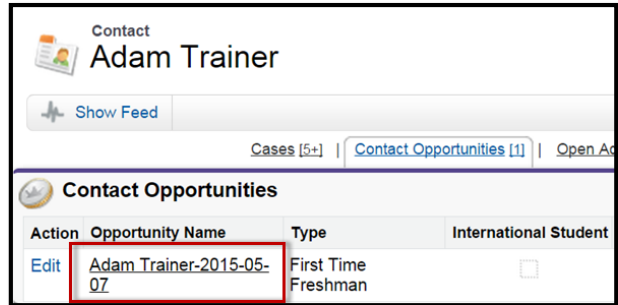 Contact
Adam Trainer
Show Feed
Cases [5+] | Contact Opportunities [1] | Open
Contact Opportunities
Action Opportunity Name Type International Student
Edit Adam Trainer-2015-05- First Time
07 Freshman